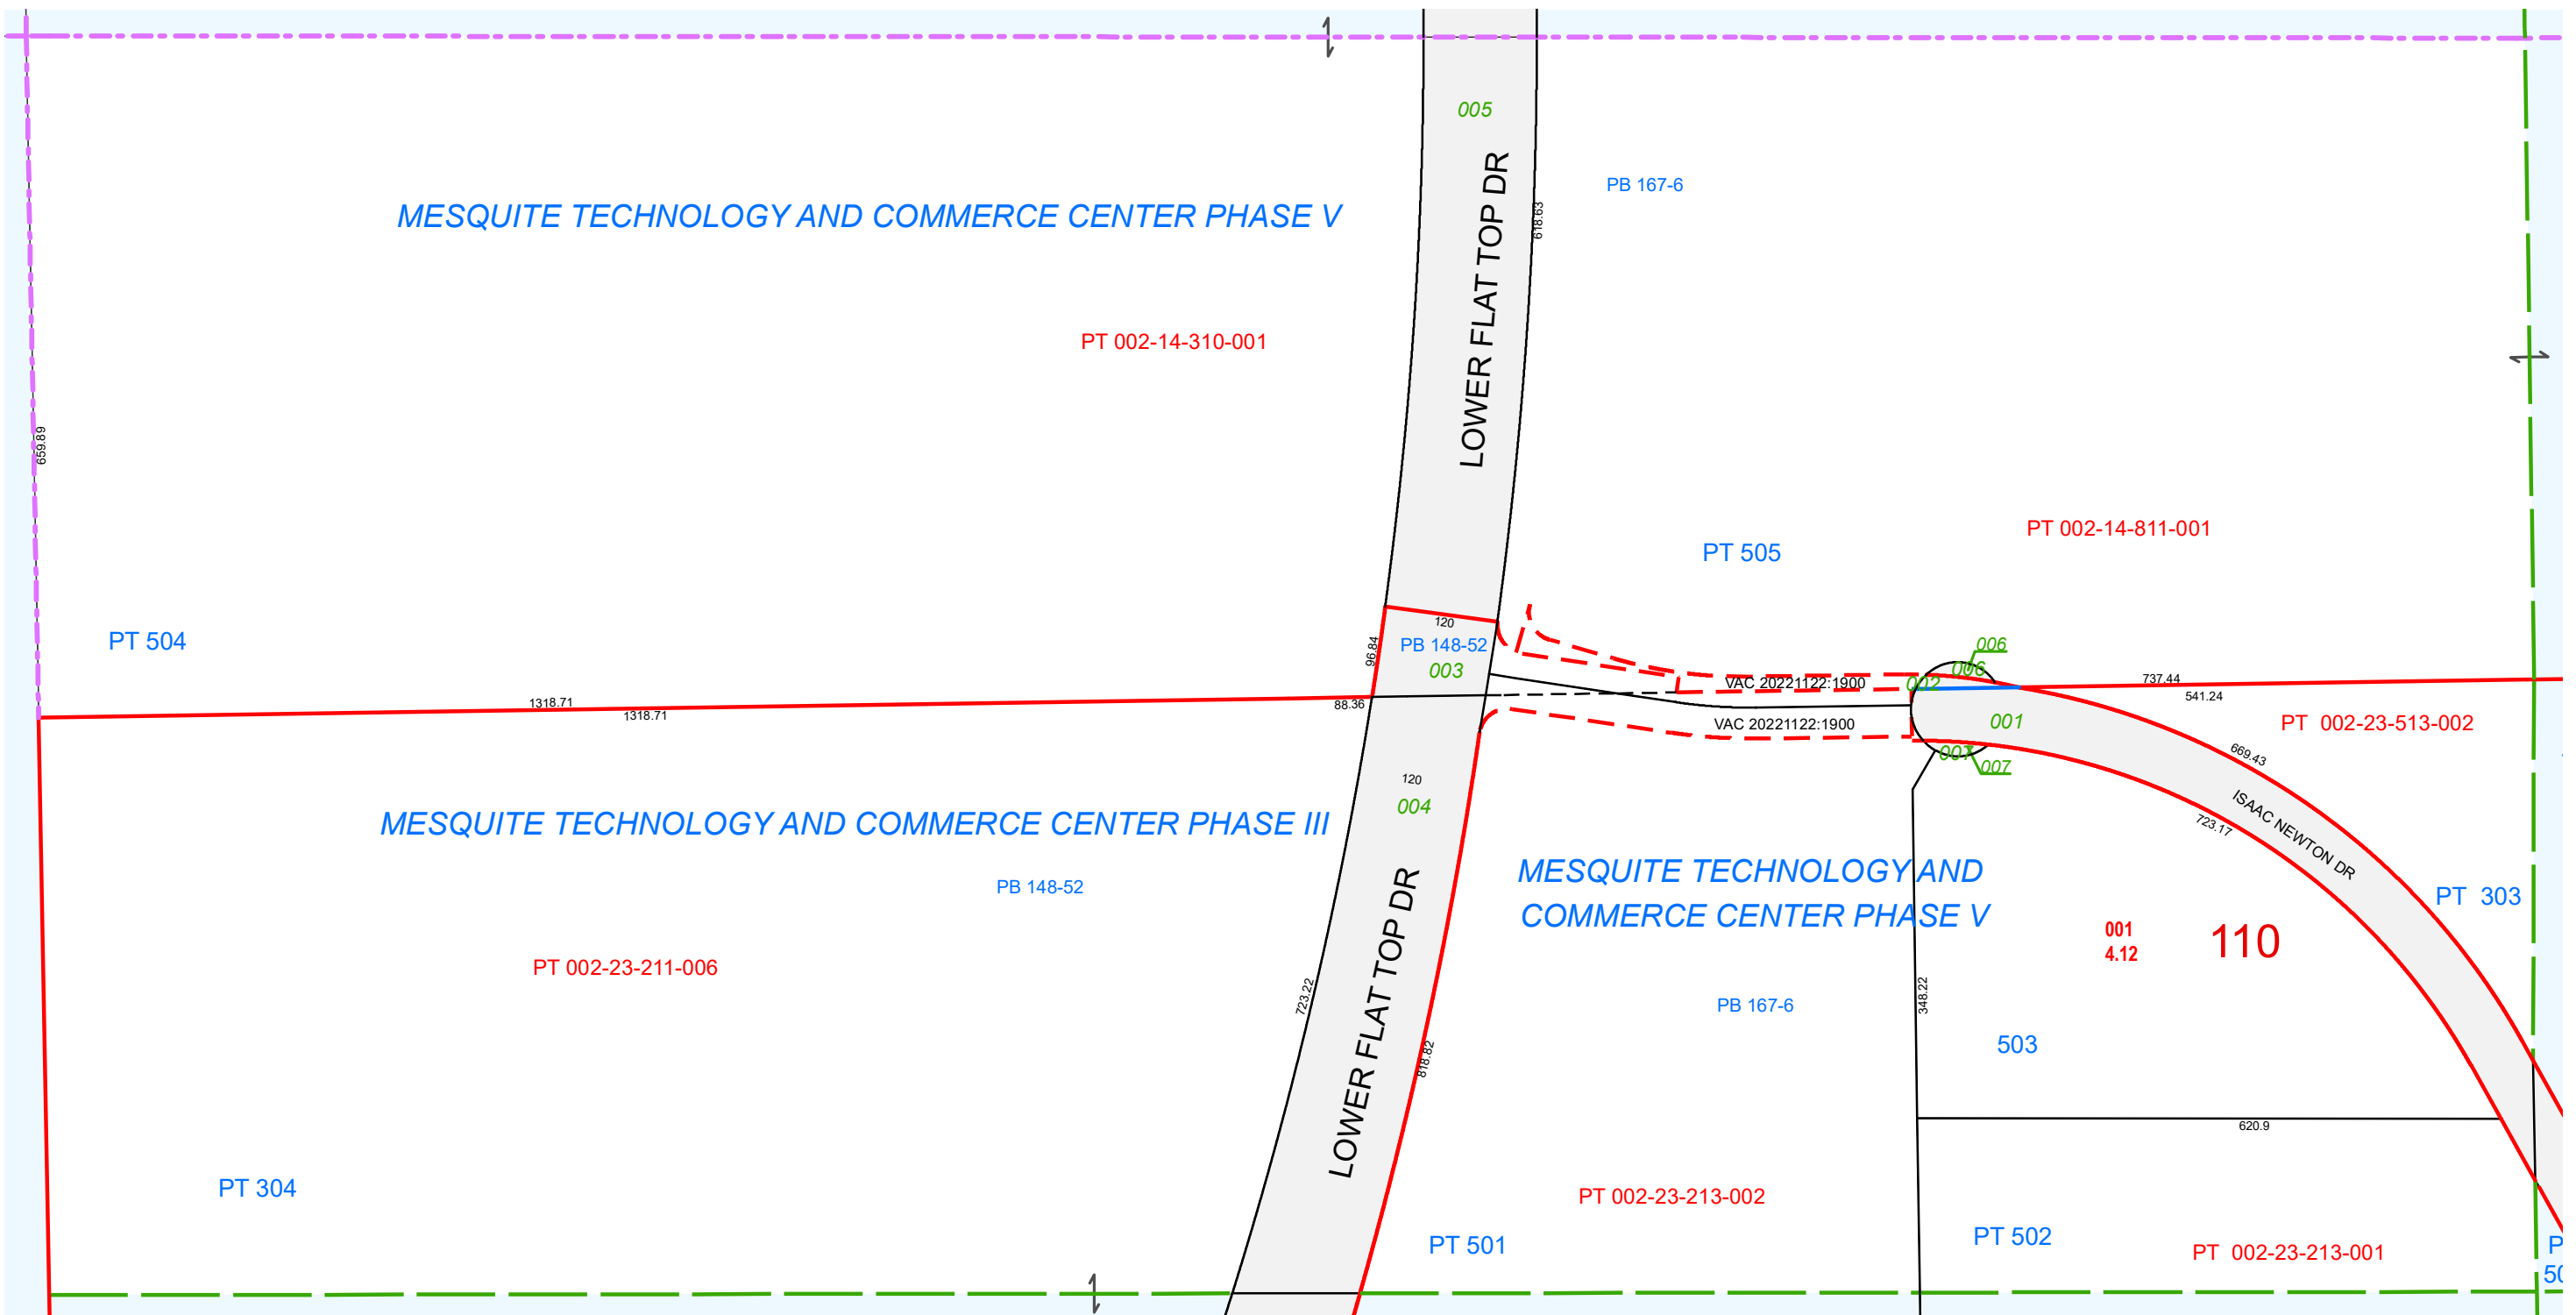 005
LOWER FLAT TOP DR
618.63
PB 167-6
MESQUITE TECHNOLOGY AND COMMERCE CENTER PHASE V
PT 002-14-310-001
659.89
PT 002-14-811-001
PT 505
PT 504
120
PB 148-52
96.84
003
006
006
002
VAC 20221122:1900
737.44
541.24
1318.71
1318.71
88.36
VAC 20221122:1900
001
PT 002-23-513-002
007
007
669.43
ISAAC NEWTON DR
723.17
120
004
MESQUITE TECHNOLOGY AND COMMERCE CENTER PHASE III
PB 148-52
MESQUITE TECHNOLOGY AND
COMMERCE CENTER PHASE V
PT 303
001
4.12
110
PT 002-23-211-006
723.22
LOWER FLAT TOP DR
818.82
PB 167-6
348.22
503
620.9
PT 304
PT 002-23-213-002
PT 501
PT 502
PT 002-23-213-001
P
50